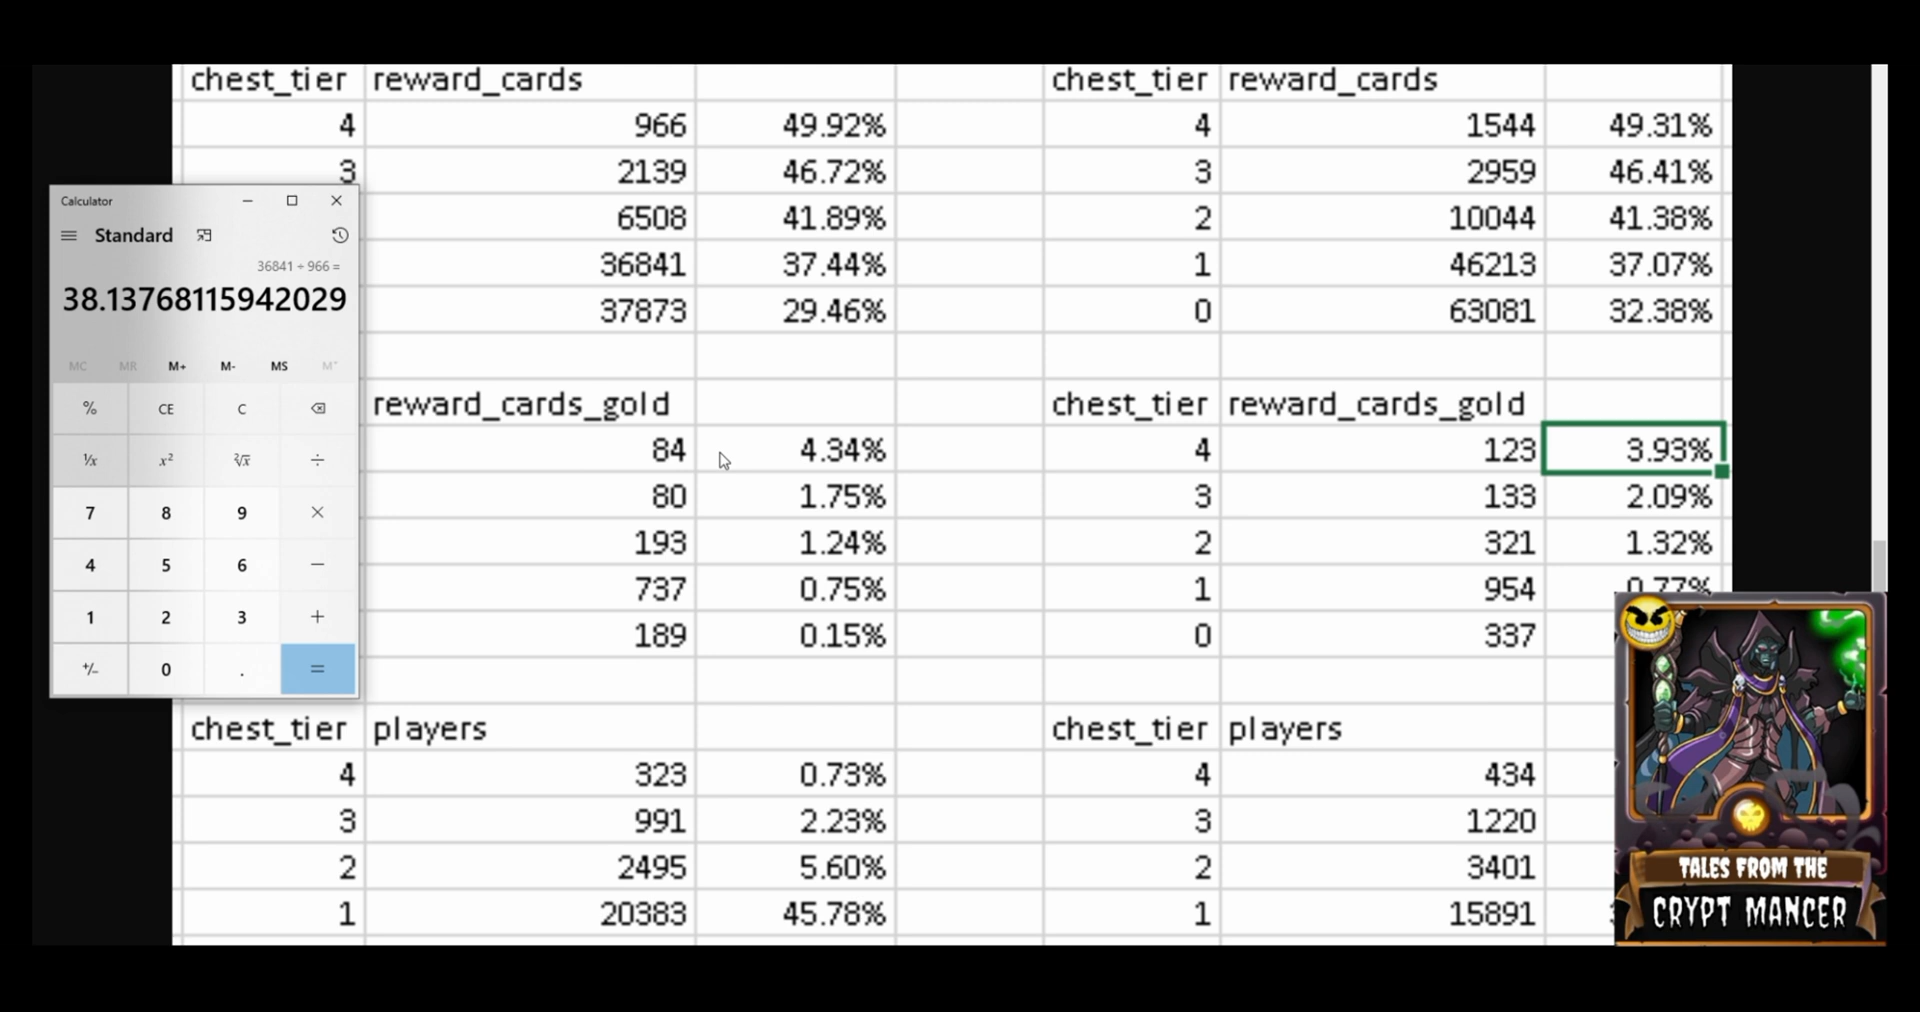 chest_tier reward_cards chest_tier reward_cards
4 966 49.92% 4 1544 49.31%
3 2139 46.72% 3 2959 46.41%
6508 41.89% 2 10044 41.38%
36841 37.44% 1 46213 37.07%
37873 29.46% 0 63081 32.38%
reward_cards_gold chest_tier reward_cards_gold
84 4.34% 4 123 3.93%
80 1.75% 3 133 2.09%
193 1.24% 2 321 1.32%
737 0.75% 1 954 0.77%
189 0.15% 0 337
chest_tier players chest_tier players
4 323 0.73% 4 434
3 991 2.23% 3 1220
2 2495 5.60% 2 3401
1 20383 45.78% 1 15891
Calculator
Standard
36841 ÷ 966 =
38.13768115942029
MC MR M+ M- MS M˅
% CE C
¹/x x² ²√x ÷
7 8 9 ×
4 5 6 −
1 2 3 +
+/− 0 . =
TALES FROM THE
CRYPT MANCER